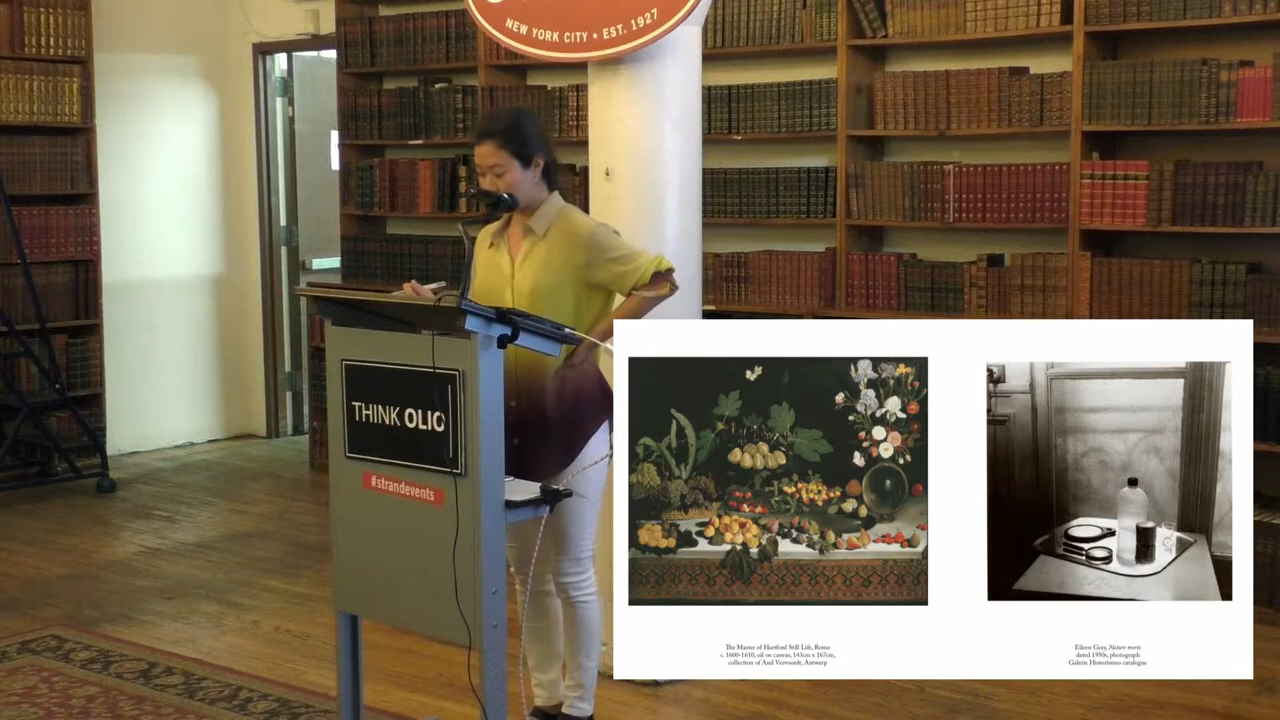 NEW YORK CITY ★ EST. 1927
THINK OLIO
#strandevents
The Master of Hartford Still Life, Rome
c. 1600-1610, oil on canvas, 143cm x 167cm,
collection of Axel Vervoordt, Antwerp
Eileen Gray, Nature morte
dated 1950s, photograph
Galerie Historismus catalogue